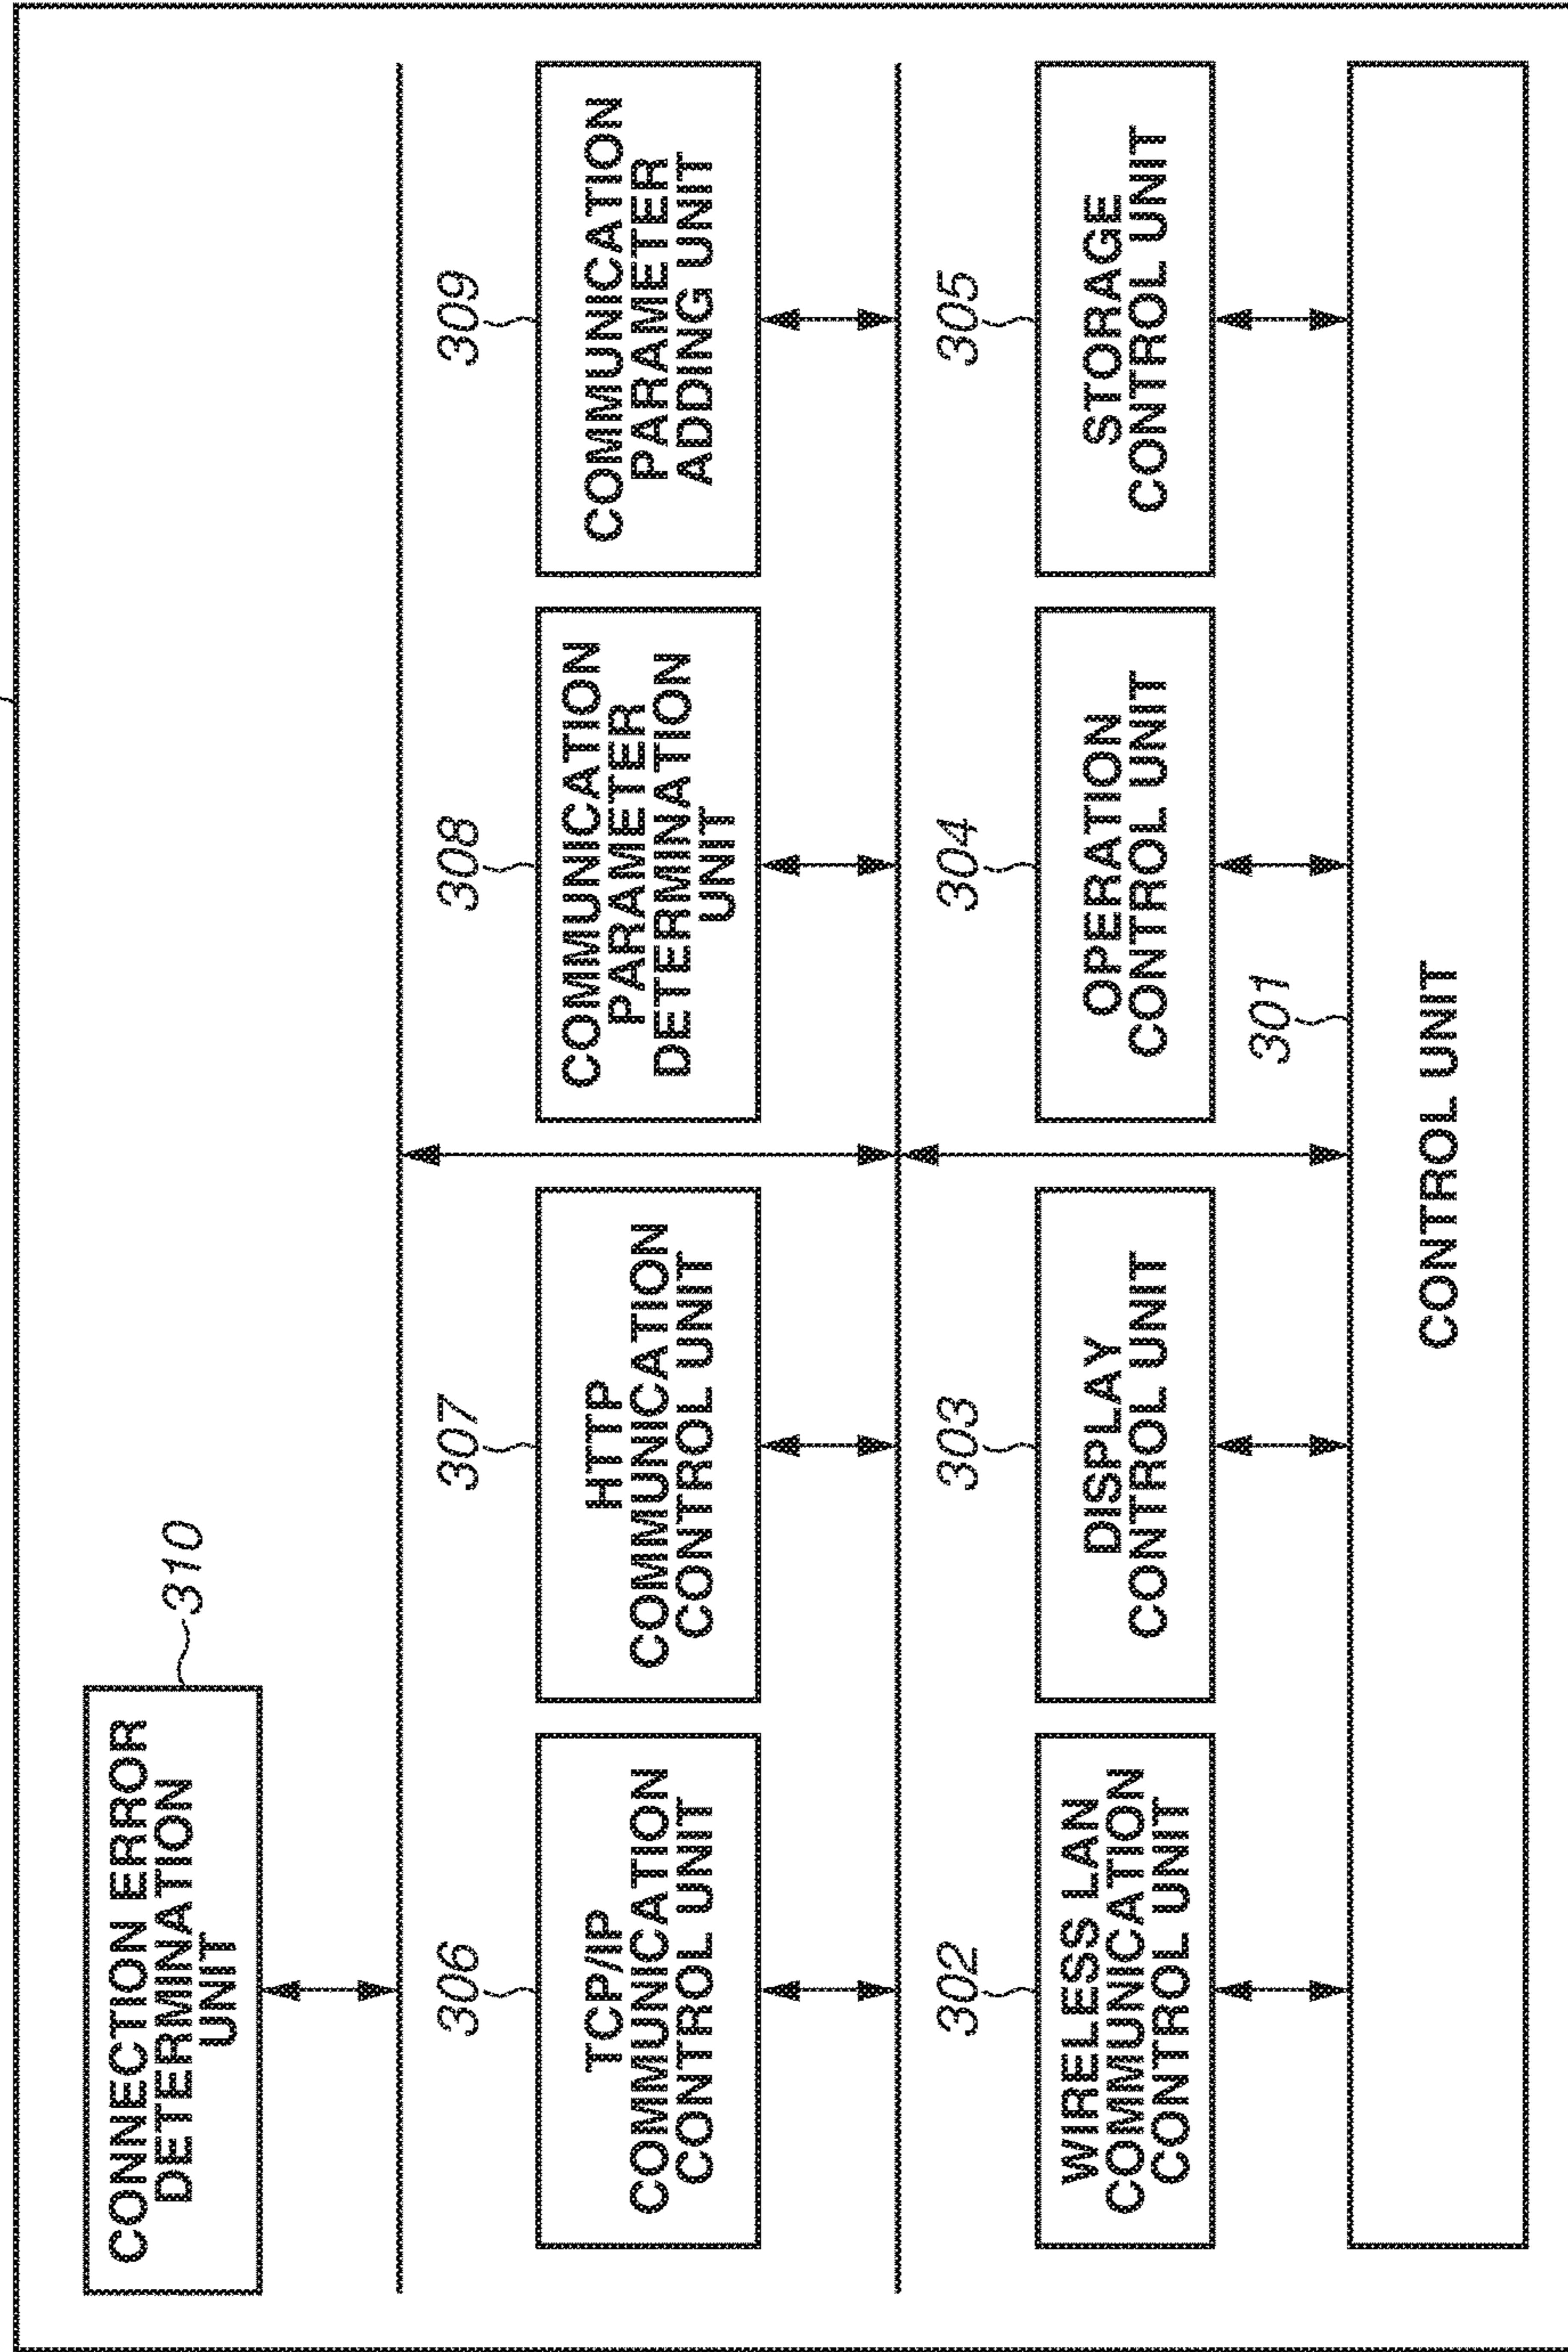 310
CONNECTION ERROR
DETERMINATION
UNIT
306
TCP/IP
COMMUNICATION
CONTROL UNIT
307
HTTP
COMMUNICATION
CONTROL UNIT
308
COMMUNICATION
PARAMETER
DETERMINATION
UNIT
309
COMMUNICATION
PARAMETER
ADDING UNIT
302
WIRELESS LAN
COMMUNICATION
CONTROL UNIT
303
DISPLAY
CONTROL UNIT
304
OPERATION
CONTROL UNIT
305
STORAGE
CONTROL UNIT
301
CONTROL UNIT